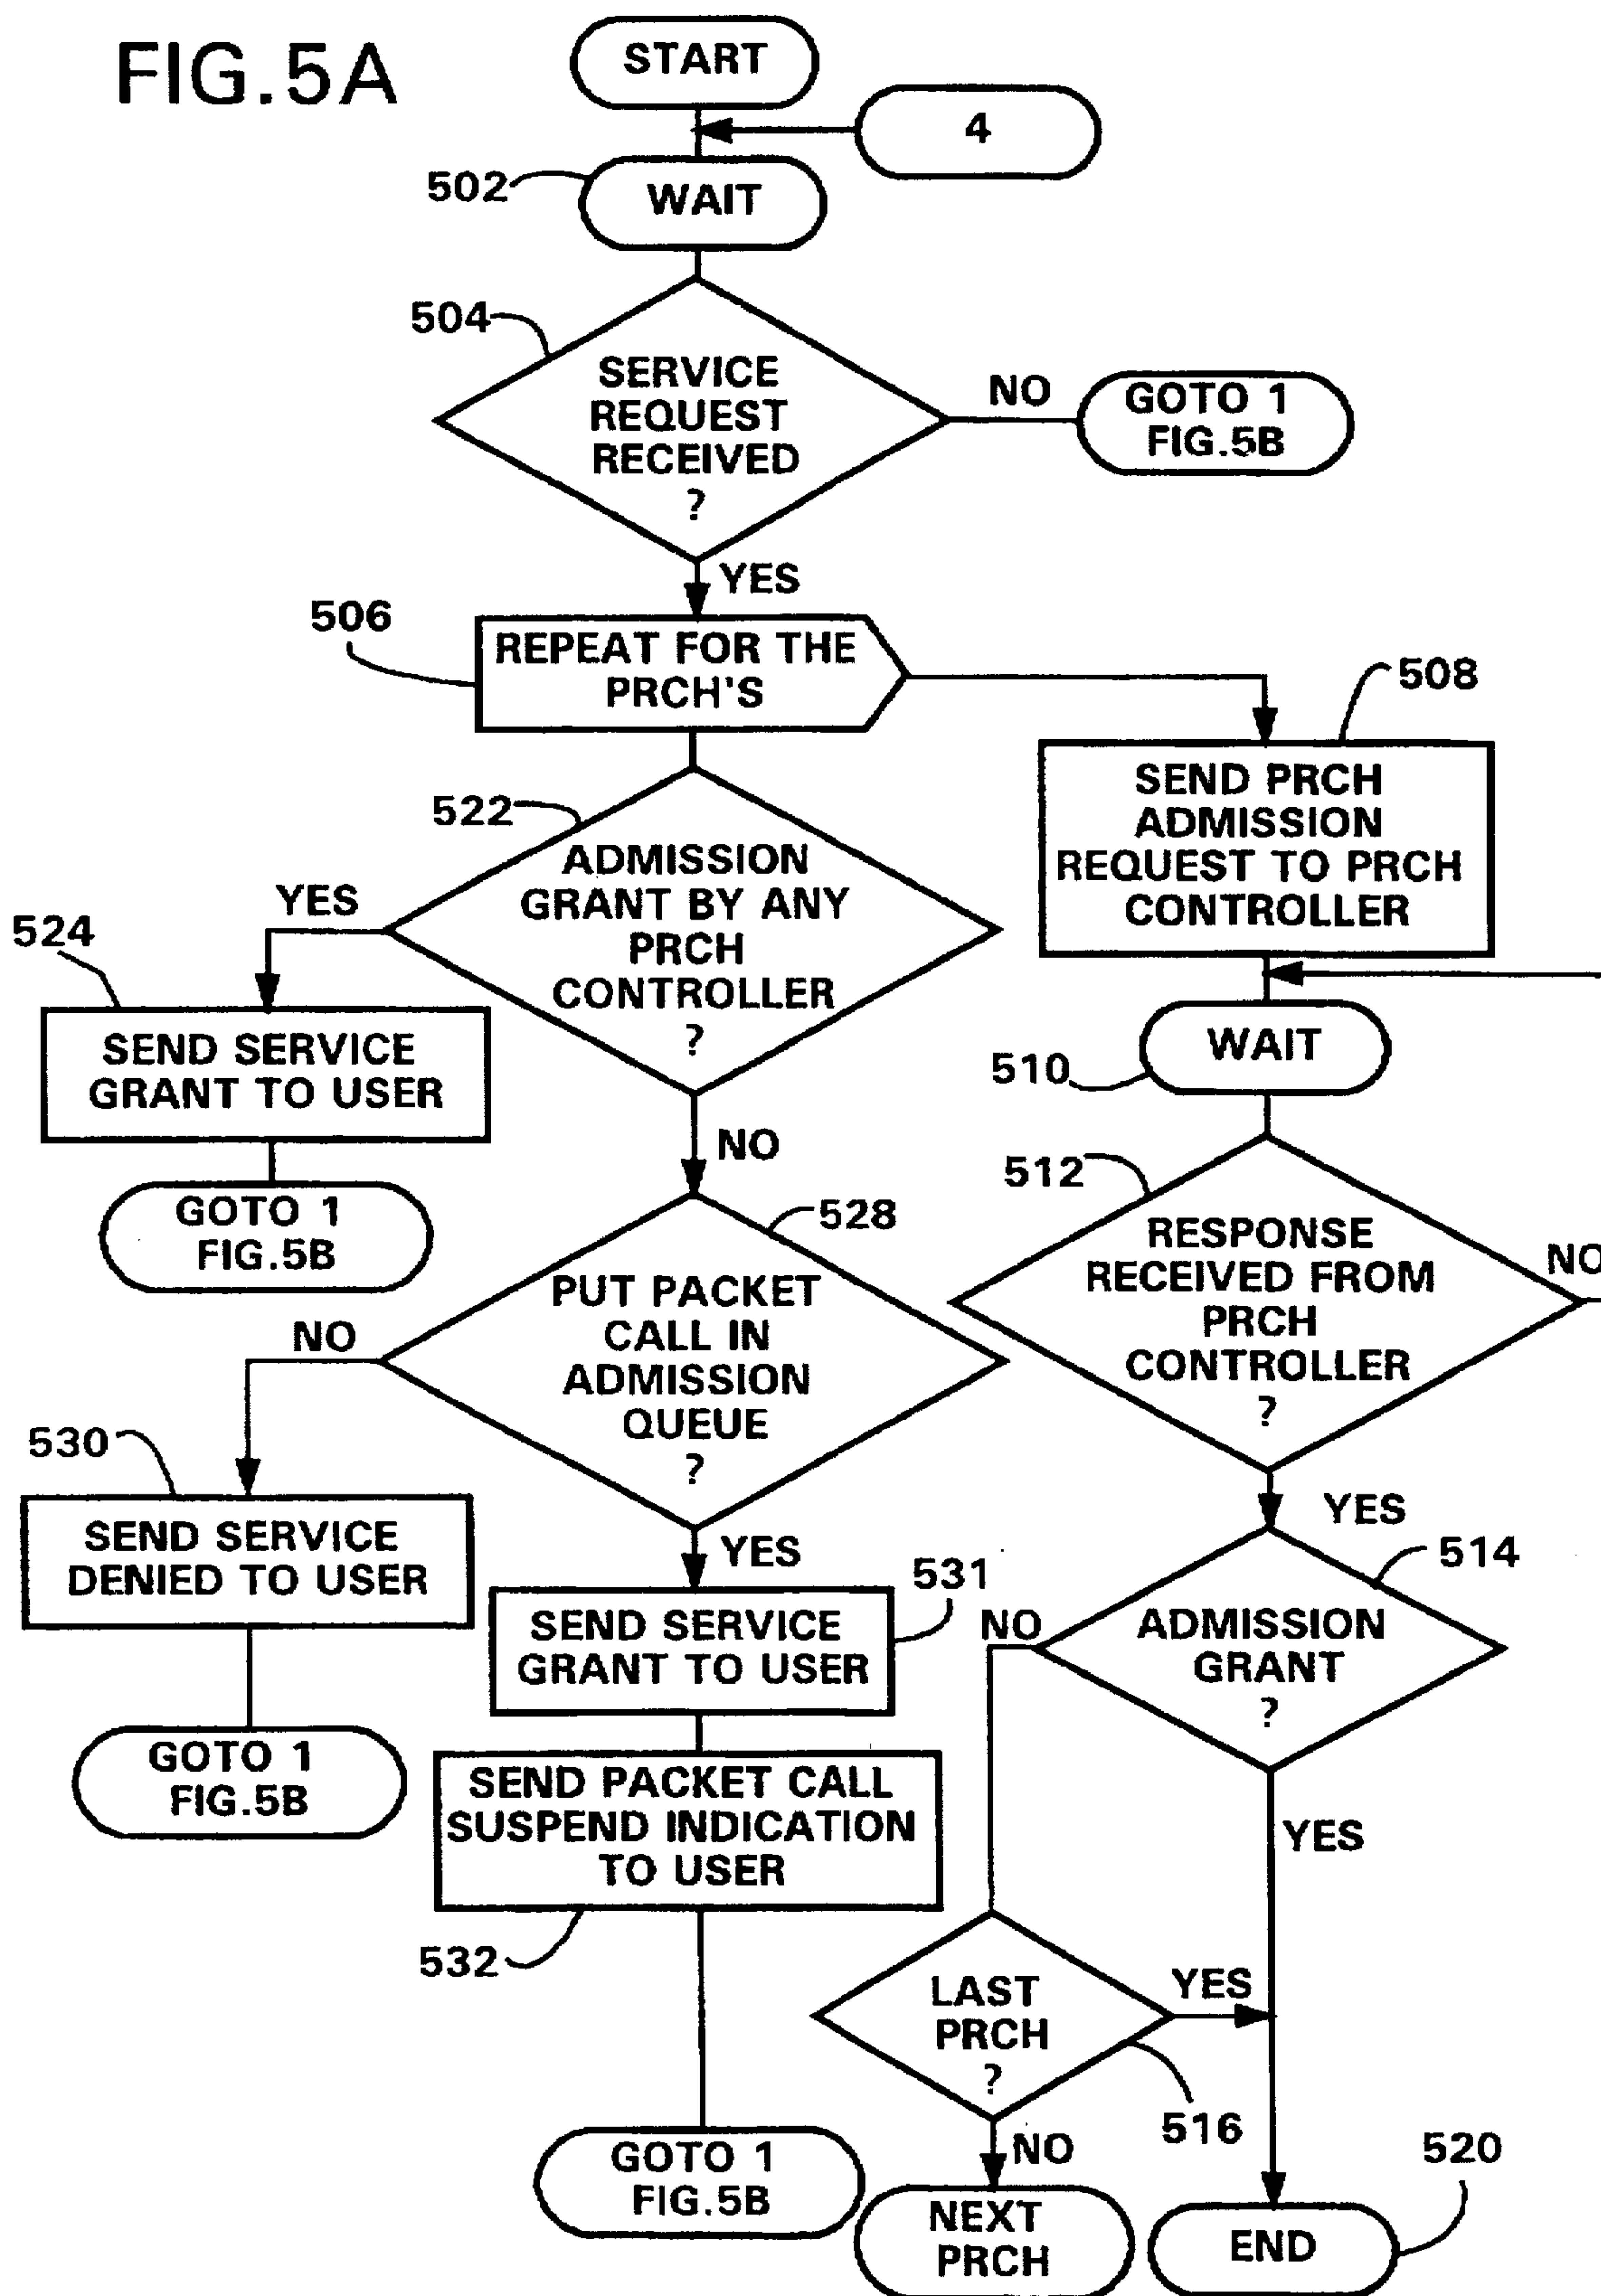 FIG.5A
START
4
502
WAIT
504
SERVICE
REQUEST
RECEIVED
?
NO
GOTO 1
FIG.5B
YES
506
REPEAT FOR THE
PRCH'S
508
SEND PRCH
ADMISSION
REQUEST TO PRCH
CONTROLLER
522
ADMISSION
GRANT BY ANY
PRCH
CONTROLLER
?
YES
524
SEND SERVICE
GRANT TO USER
GOTO 1
FIG.5B
NO
WAIT
510
512
RESPONSE
RECEIVED FROM
PRCH
CONTROLLER
?
NO
YES
528
PUT PACKET
CALL IN
ADMISSION
QUEUE
?
NO
530
SEND SERVICE
DENIED TO USER
GOTO 1
FIG.5B
YES
531
SEND SERVICE
GRANT TO USER
SEND PACKET CALL
SUSPEND INDICATION
TO USER
532
GOTO 1
FIG.5B
514
ADMISSION
GRANT
?
NO
YES
LAST
PRCH
?
YES
516
NO
NEXT
PRCH
520
END